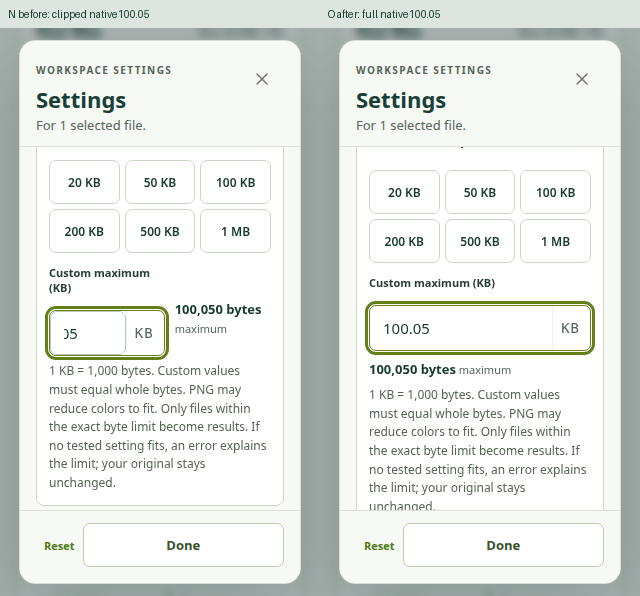 N before: clipped native100.05
WORKSPACE SETTINGS
Settings
For 1 selected file.
20 KB
50 KB
100 KB
200 KB
500 KB
1 MB
Custom maximum
(KB)
05
KB
100,050 bytes
maximum
1 KB = 1,000 bytes. Custom values
must equal whole bytes. PNG may
reduce colors to fit. Only files within
the exact byte limit become results. If
no tested setting fits, an error explains
the limit; your original stays
unchanged.
Reset
Done
O after: full native100.05
WORKSPACE SETTINGS
Settings
For 1 selected file.
20 KB
50 KB
100 KB
200 KB
500 KB
1 MB
Custom maximum (KB)
100.05
KB
100,050 bytes maximum
1 KB = 1,000 bytes. Custom values
must equal whole bytes. PNG may
reduce colors to fit. Only files within
the exact byte limit become results. If
no tested setting fits, an error explains
the limit; your original stays
unchanged.
Reset
Done